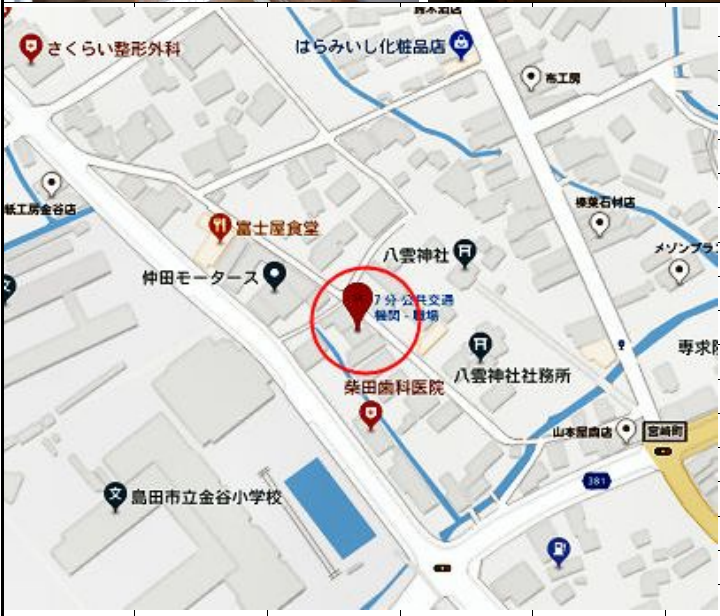 鈴木酒店
さくらい整形外科
はらみいし化粧品店
布工房
紙工房金谷店
富士屋食堂
榛葉石材店
仲田モータース
八雲神社
メゾンプラ
7 分 公共交通
機関 - 職場
専求院
柴田歯科医院
八雲神社社務所
山本屋商店
宮崎町
381
島田市立金谷小学校
文